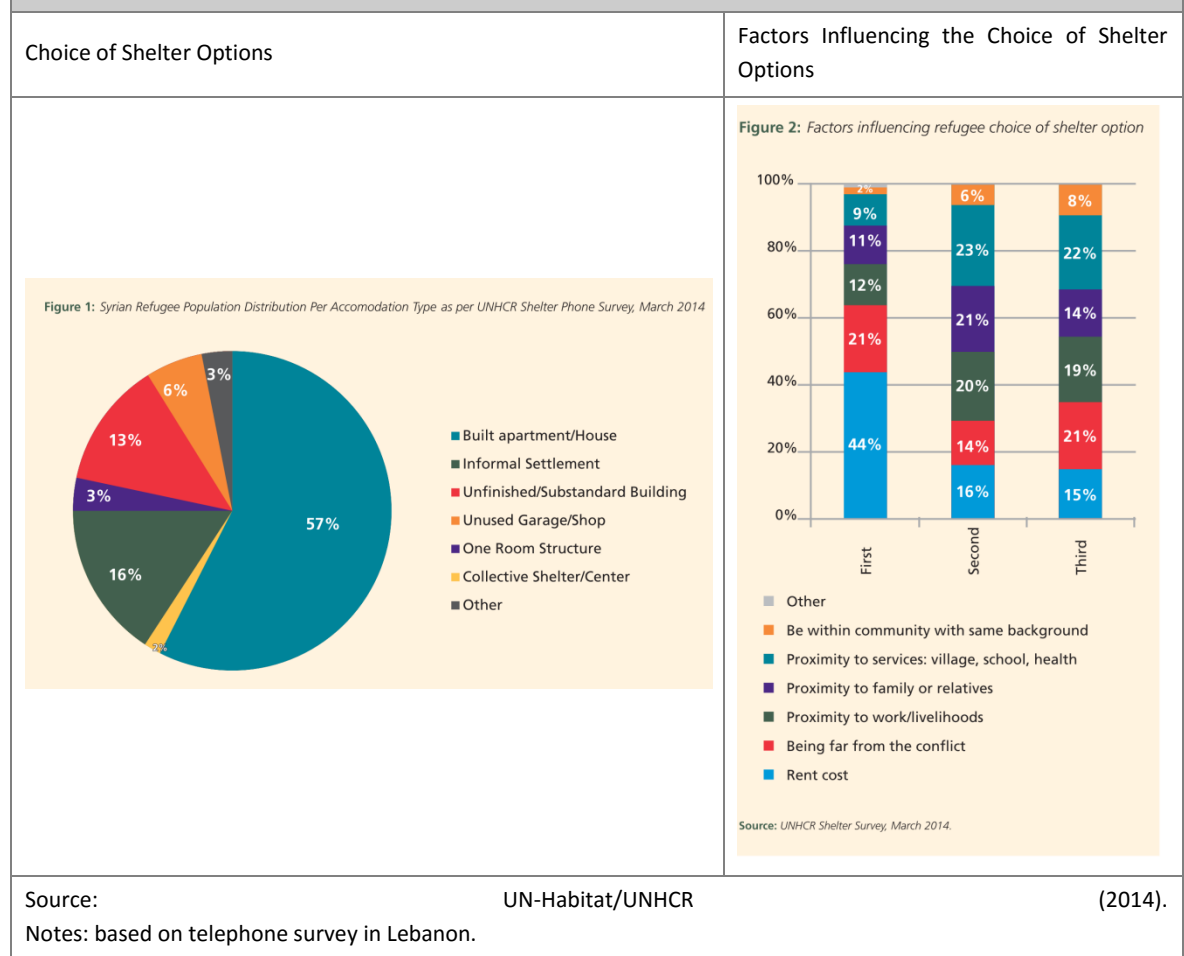 Choice of Shelter Options
Factors Influencing the Choice of Shelter
Options
Figure 1: Syrian Refugee Population Distribution Per Accomodation Type as per UNHCR Shelter Phone Survey, March 2014
3%
6%
13%
3%
57%
16%
2%
Built apartment/House
Informal Settlement
Unfinished/Substandard Building
Unused Garage/Shop
One Room Structure
Collective Shelter/Center
Other
Figure 2: Factors influencing refugee choice of shelter option
100%
80%
60%
40%
20%
0%
2%
9%
11%
12%
21%
44%
6%
23%
21%
20%
14%
16%
8%
22%
14%
19%
21%
15%
First
Second
Third
Other
Be within community with same background
Proximity to services: village, school, health
Proximity to family or relatives
Proximity to work/livelihoods
Being far from the conflict
Rent cost
Source: UNHCR Shelter Survey, March 2014.
Source: UN-Habitat/UNHCR (2014).
Notes: based on telephone survey in Lebanon.